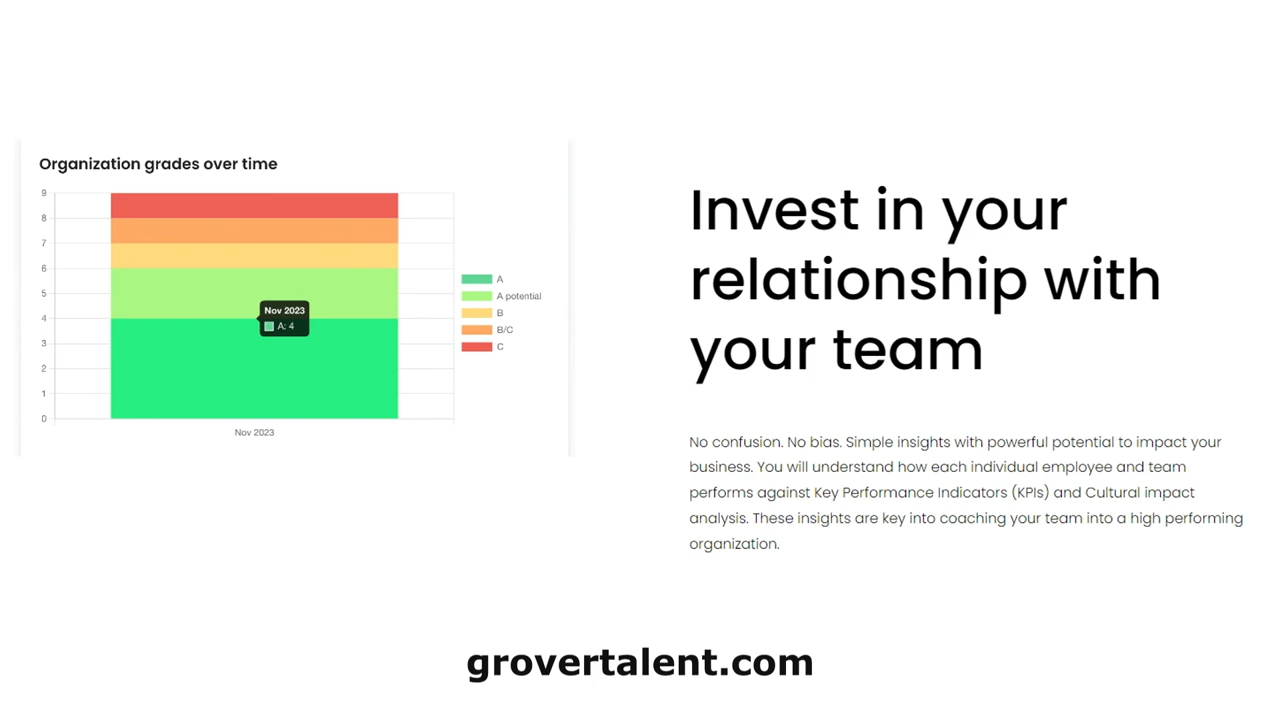 Organization grades over time
9
8
7
6
5
4
3
2
1
0
Nov 2023
A: 4
Nov 2023
A
A potential
B
B/C
C
Invest in your
relationship with
your team
No confusion. No bias. Simple insights with powerful potential to impact your
business. You will understand how each individual employee and team
performs against Key Performance Indicators (KPIs) and Cultural impact
analysis. These insights are key into coaching your team into a high performing
organization.
grovertalent.com